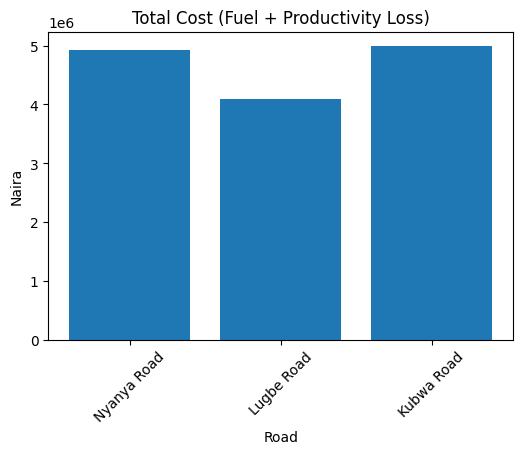 Total Cost (Fuel + Productivity Loss)
1e6
5
4
3
2
1
0
Naira
Nyanya Road
Lugbe Road
Kubwa Road
Road